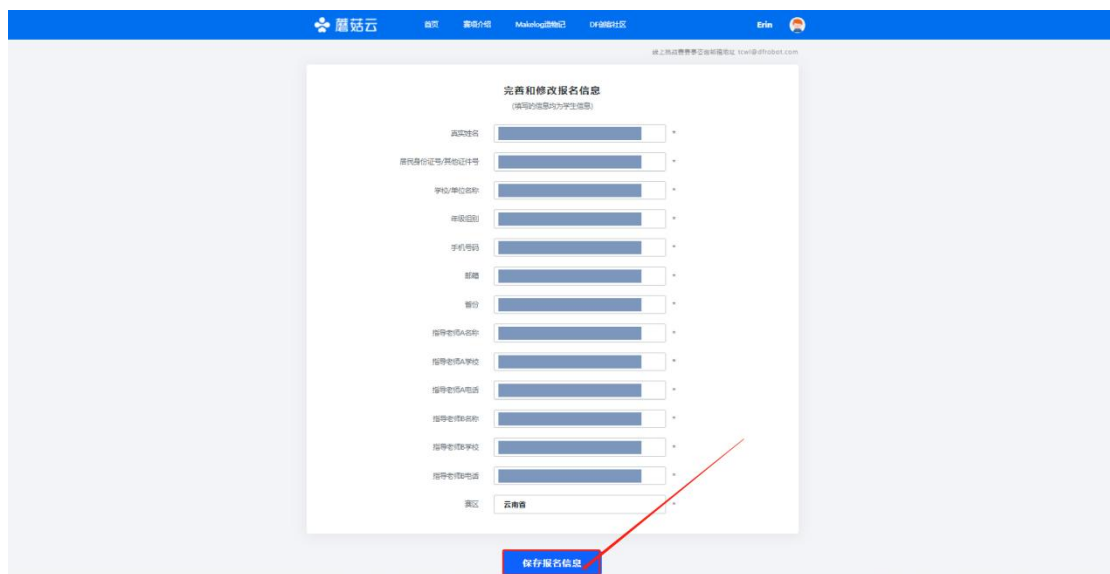 蘑菇云 首页 赛项介绍 Makelog造物记 DF创客社区 Erin
完善和修改报名信息
(填写的信息均为学生信息)
真实姓名 *
居民身份证号/其他证件号 *
学校/单位名称 *
年级组别 *
手机号码 *
邮箱 *
省份 *
指导老师A名称 *
指导老师A学校 *
指导老师A电话 *
指导老师B名称 *
指导老师B学校 *
指导老师B电话 *
赛区 云南省 *
保存报名信息